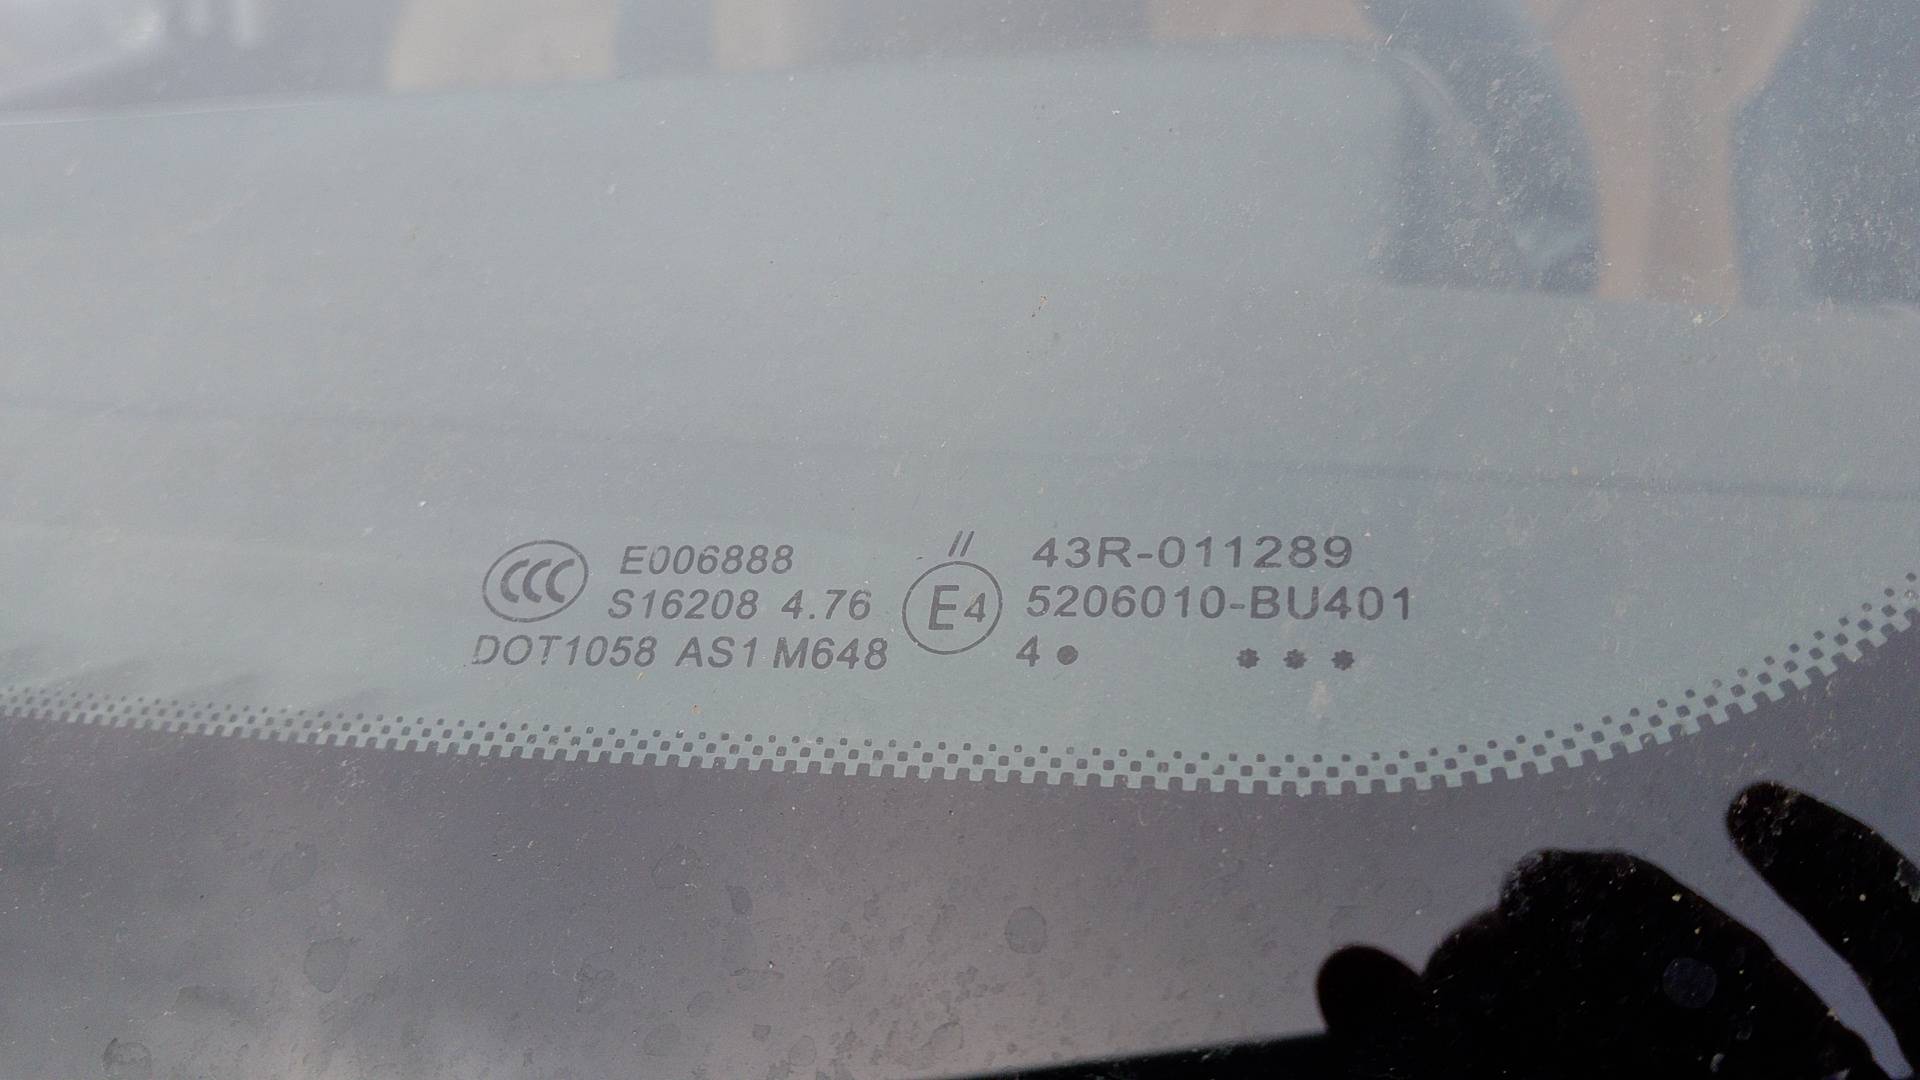 CCC E006888
S16208 4.76
DOT1058 AS1 M648
//
E4
43R-011289
5206010-BU401
4 ● * * *